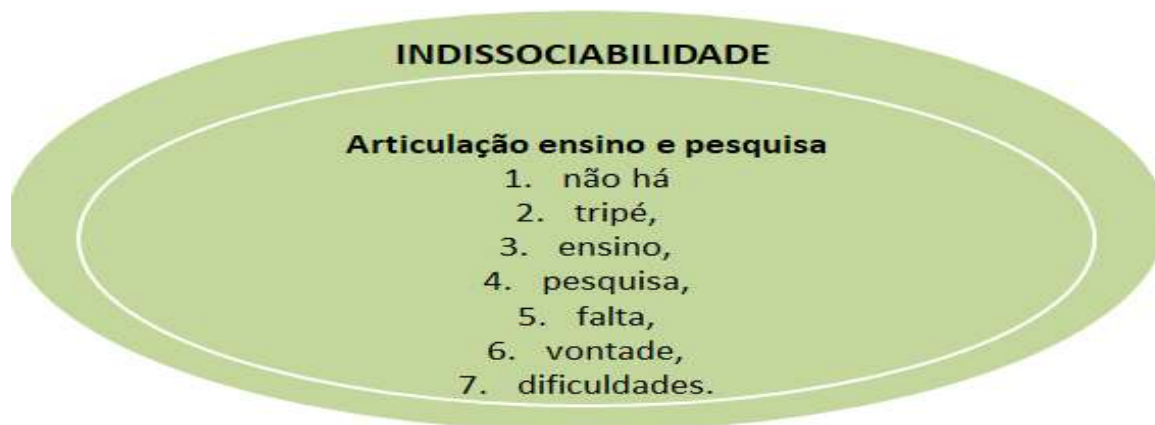 INDISSOCIABILIDADE
Articulação ensino e pesquisa
1. não há
2. tripé,
3. ensino,
4. pesquisa,
5. falta,
6. vontade,
7. dificuldades.